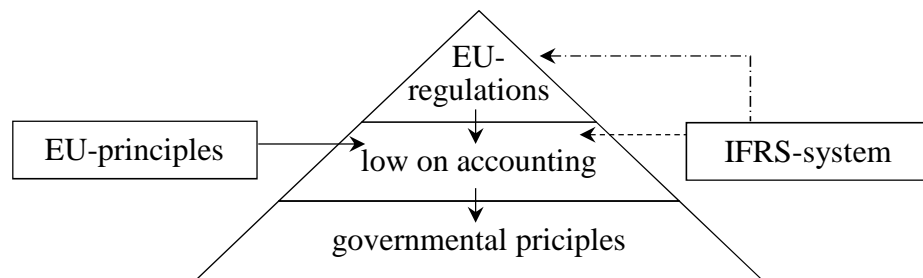 EU-
regulations
EU-principles
low on accounting
IFRS-system
governmental priciples